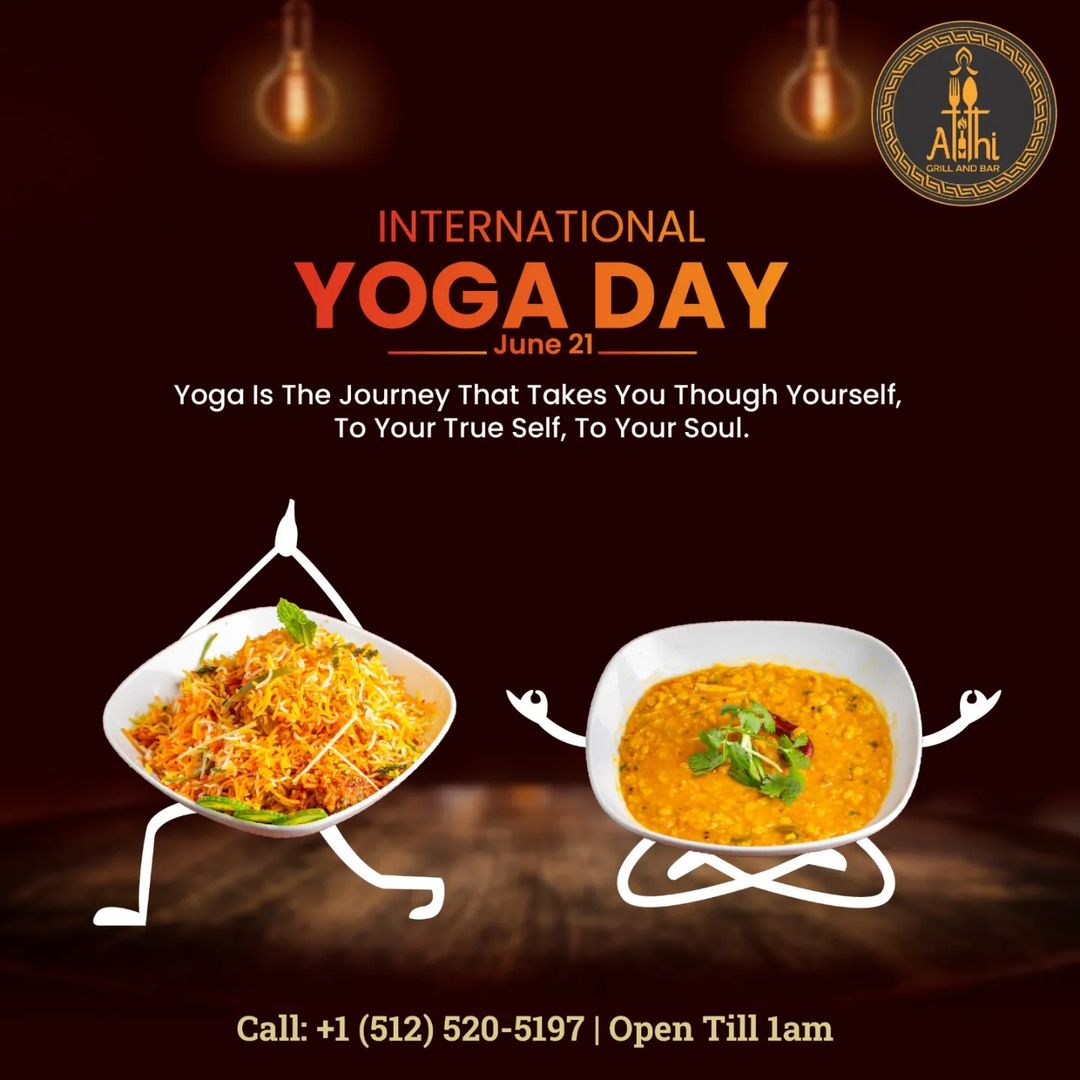 Atithi
GRILL AND BAR
INTERNATIONAL
YOGA DAY
June 21
Yoga Is The Journey That Takes You Though Yourself,
To Your True Self, To Your Soul.
Call: +1 (512) 520-5197 | Open Till 1am